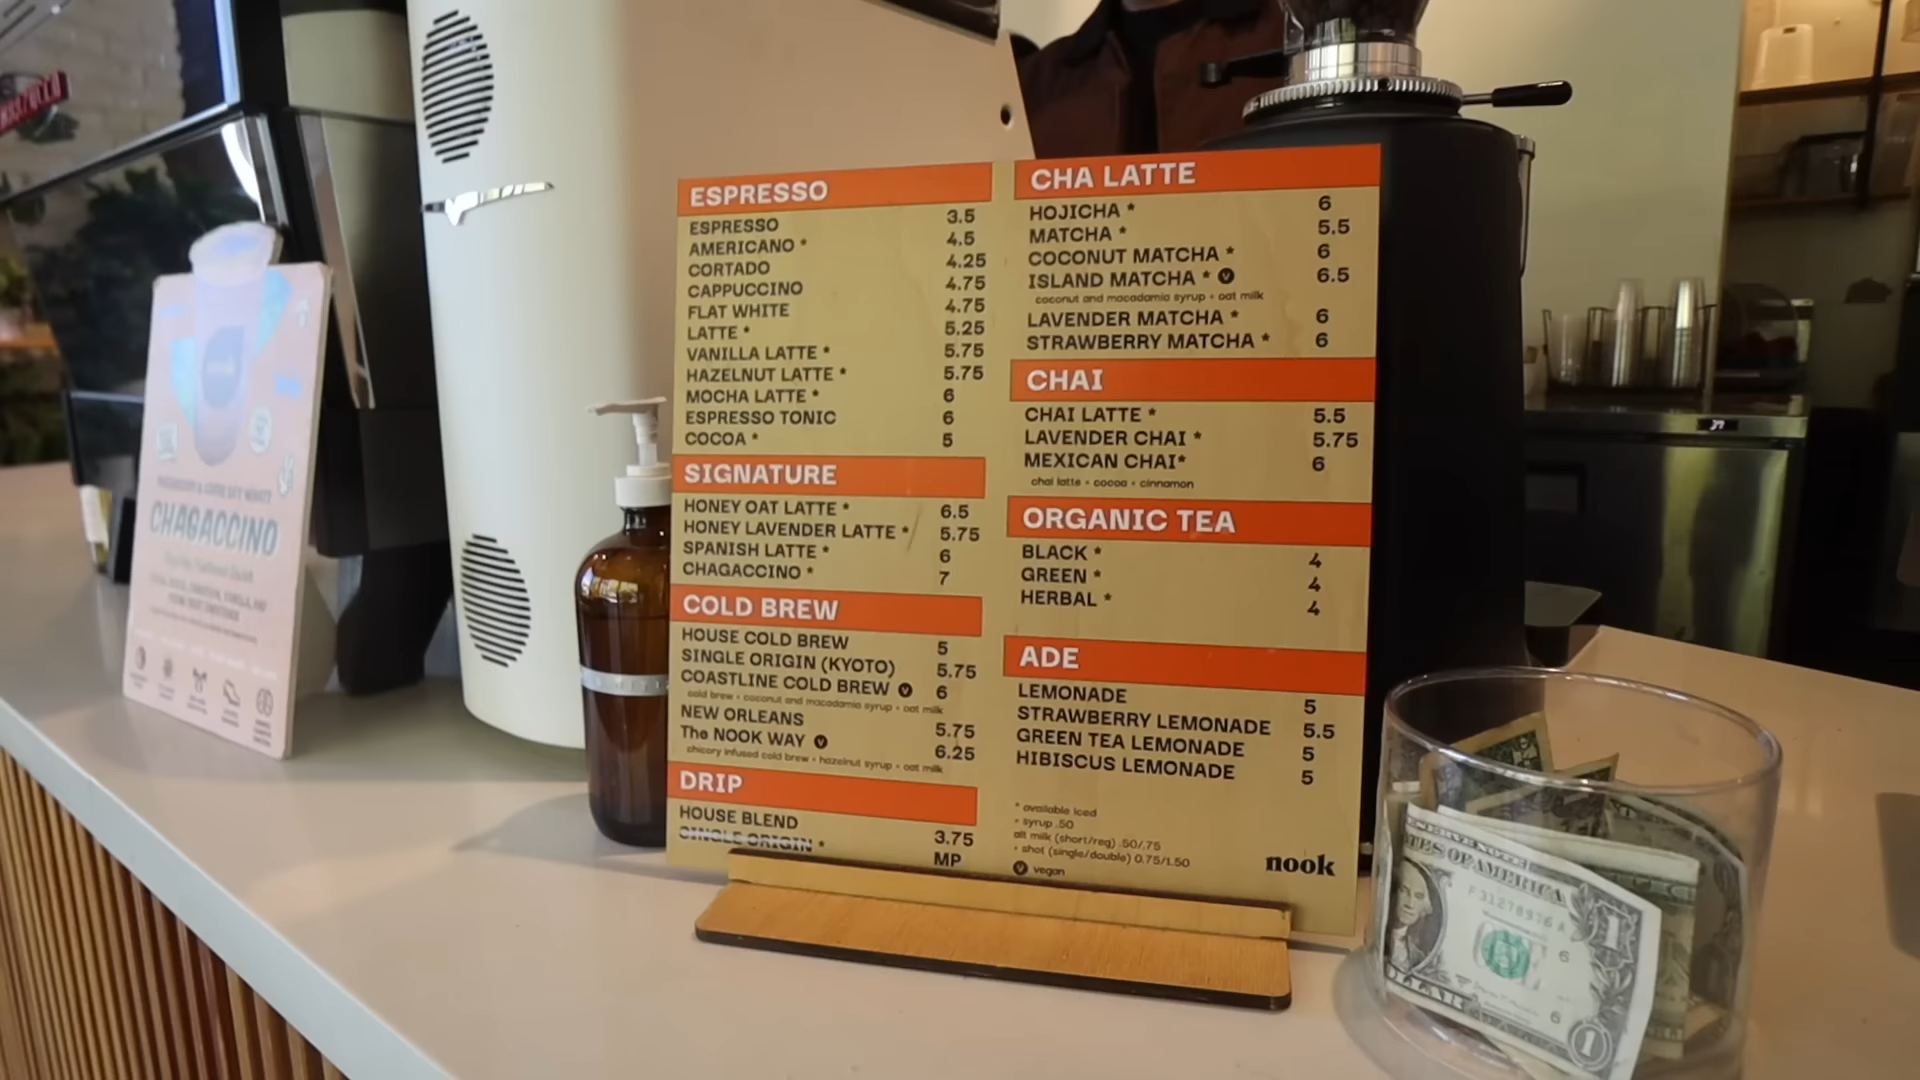 CHAGACCINO
ESPRESSO
ESPRESSO 3.5
AMERICANO * 4.5
CORTADO 4.25
CAPPUCCINO 4.75
FLAT WHITE 4.75
LATTE * 5.25
VANILLA LATTE * 5.75
HAZELNUT LATTE * 5.75
MOCHA LATTE * 6
ESPRESSO TONIC 6
COCOA * 5
SIGNATURE
HONEY OAT LATTE * 6.5
HONEY LAVENDER LATTE * 5.75
SPANISH LATTE * 6
CHAGACCINO * 7
COLD BREW
HOUSE COLD BREW 5
SINGLE ORIGIN (KYOTO) 5.75
COASTLINE COLD BREW V 6
cold brew + coconut and macadamia syrup + oat milk
NEW ORLEANS 5.75
The NOOK WAY V 6.25
chicory infused cold brew + hazelnut syrup + oat milk
DRIP
HOUSE BLEND 3.75
SINGLE ORIGIN * MP
CHA LATTE
HOJICHA * 6
MATCHA * 5.5
COCONUT MATCHA * 6
ISLAND MATCHA * V 6.5
coconut and macadamia syrup + oat milk
LAVENDER MATCHA * 6
STRAWBERRY MATCHA * 6
CHAI
CHAI LATTE * 5.5
LAVENDER CHAI * 5.75
MEXICAN CHAI* 6
chai latte + cocoa + cinnamon
ORGANIC TEA
BLACK * 4
GREEN * 4
HERBAL * 4
ADE
LEMONADE 5
STRAWBERRY LEMONADE 5.5
GREEN TEA LEMONADE 5
HIBISCUS LEMONADE 5
* available iced
+ syrup .50
alt milk (short/reg) .50/.75
+ shot (single/double) 0.75/1.50
V vegan
nook
TES OF AMERICA
F 31278976 A
1
6
6
1